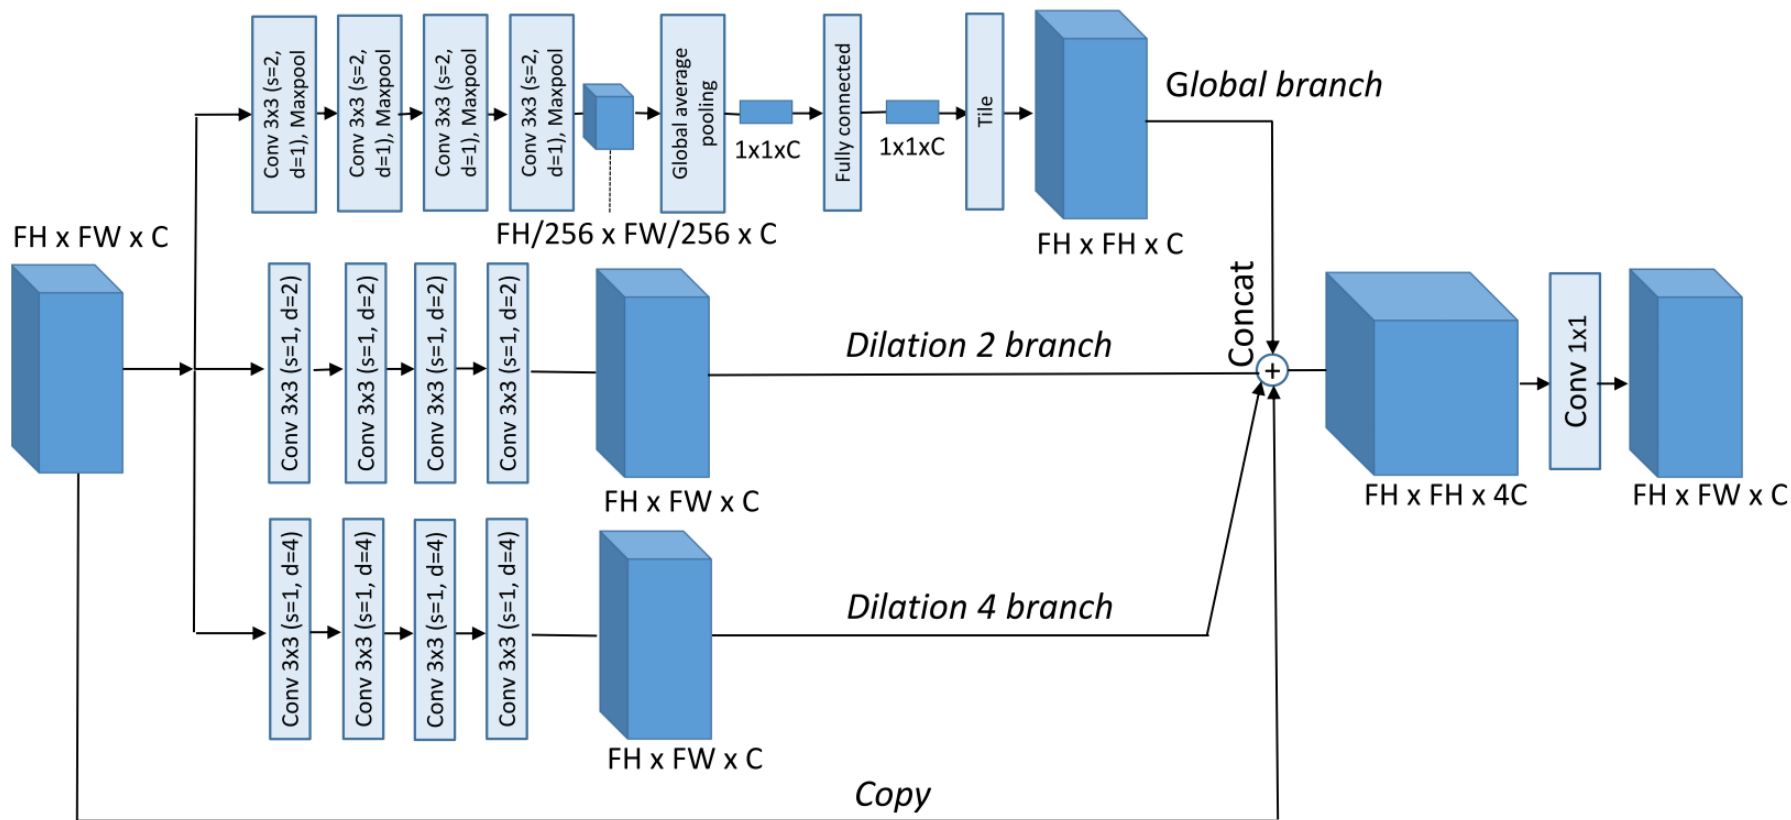 FH x FW x C
Conv 3x3 (s=2,
d=1), Maxpool
Conv 3x3 (s=2,
d=1), Maxpool
Conv 3x3 (s=2,
d=1), Maxpool
Conv 3x3 (s=2,
d=1), Maxpool
FH/256 x FW/256 x C
Global average
pooling
1x1xC
Fully connected
1x1xC
Tile
FH x FH x C
Global branch
Conv 3x3 (s=1, d=2)
Conv 3x3 (s=1, d=2)
Conv 3x3 (s=1, d=2)
Conv 3x3 (s=1, d=2)
FH x FW x C
Dilation 2 branch
Conv 3x3 (s=1, d=4)
Conv 3x3 (s=1, d=4)
Conv 3x3 (s=1, d=4)
Conv 3x3 (s=1, d=4)
FH x FW x C
Dilation 4 branch
Copy
Concat
+
FH x FH x 4C
Conv 1x1
FH x FW x C